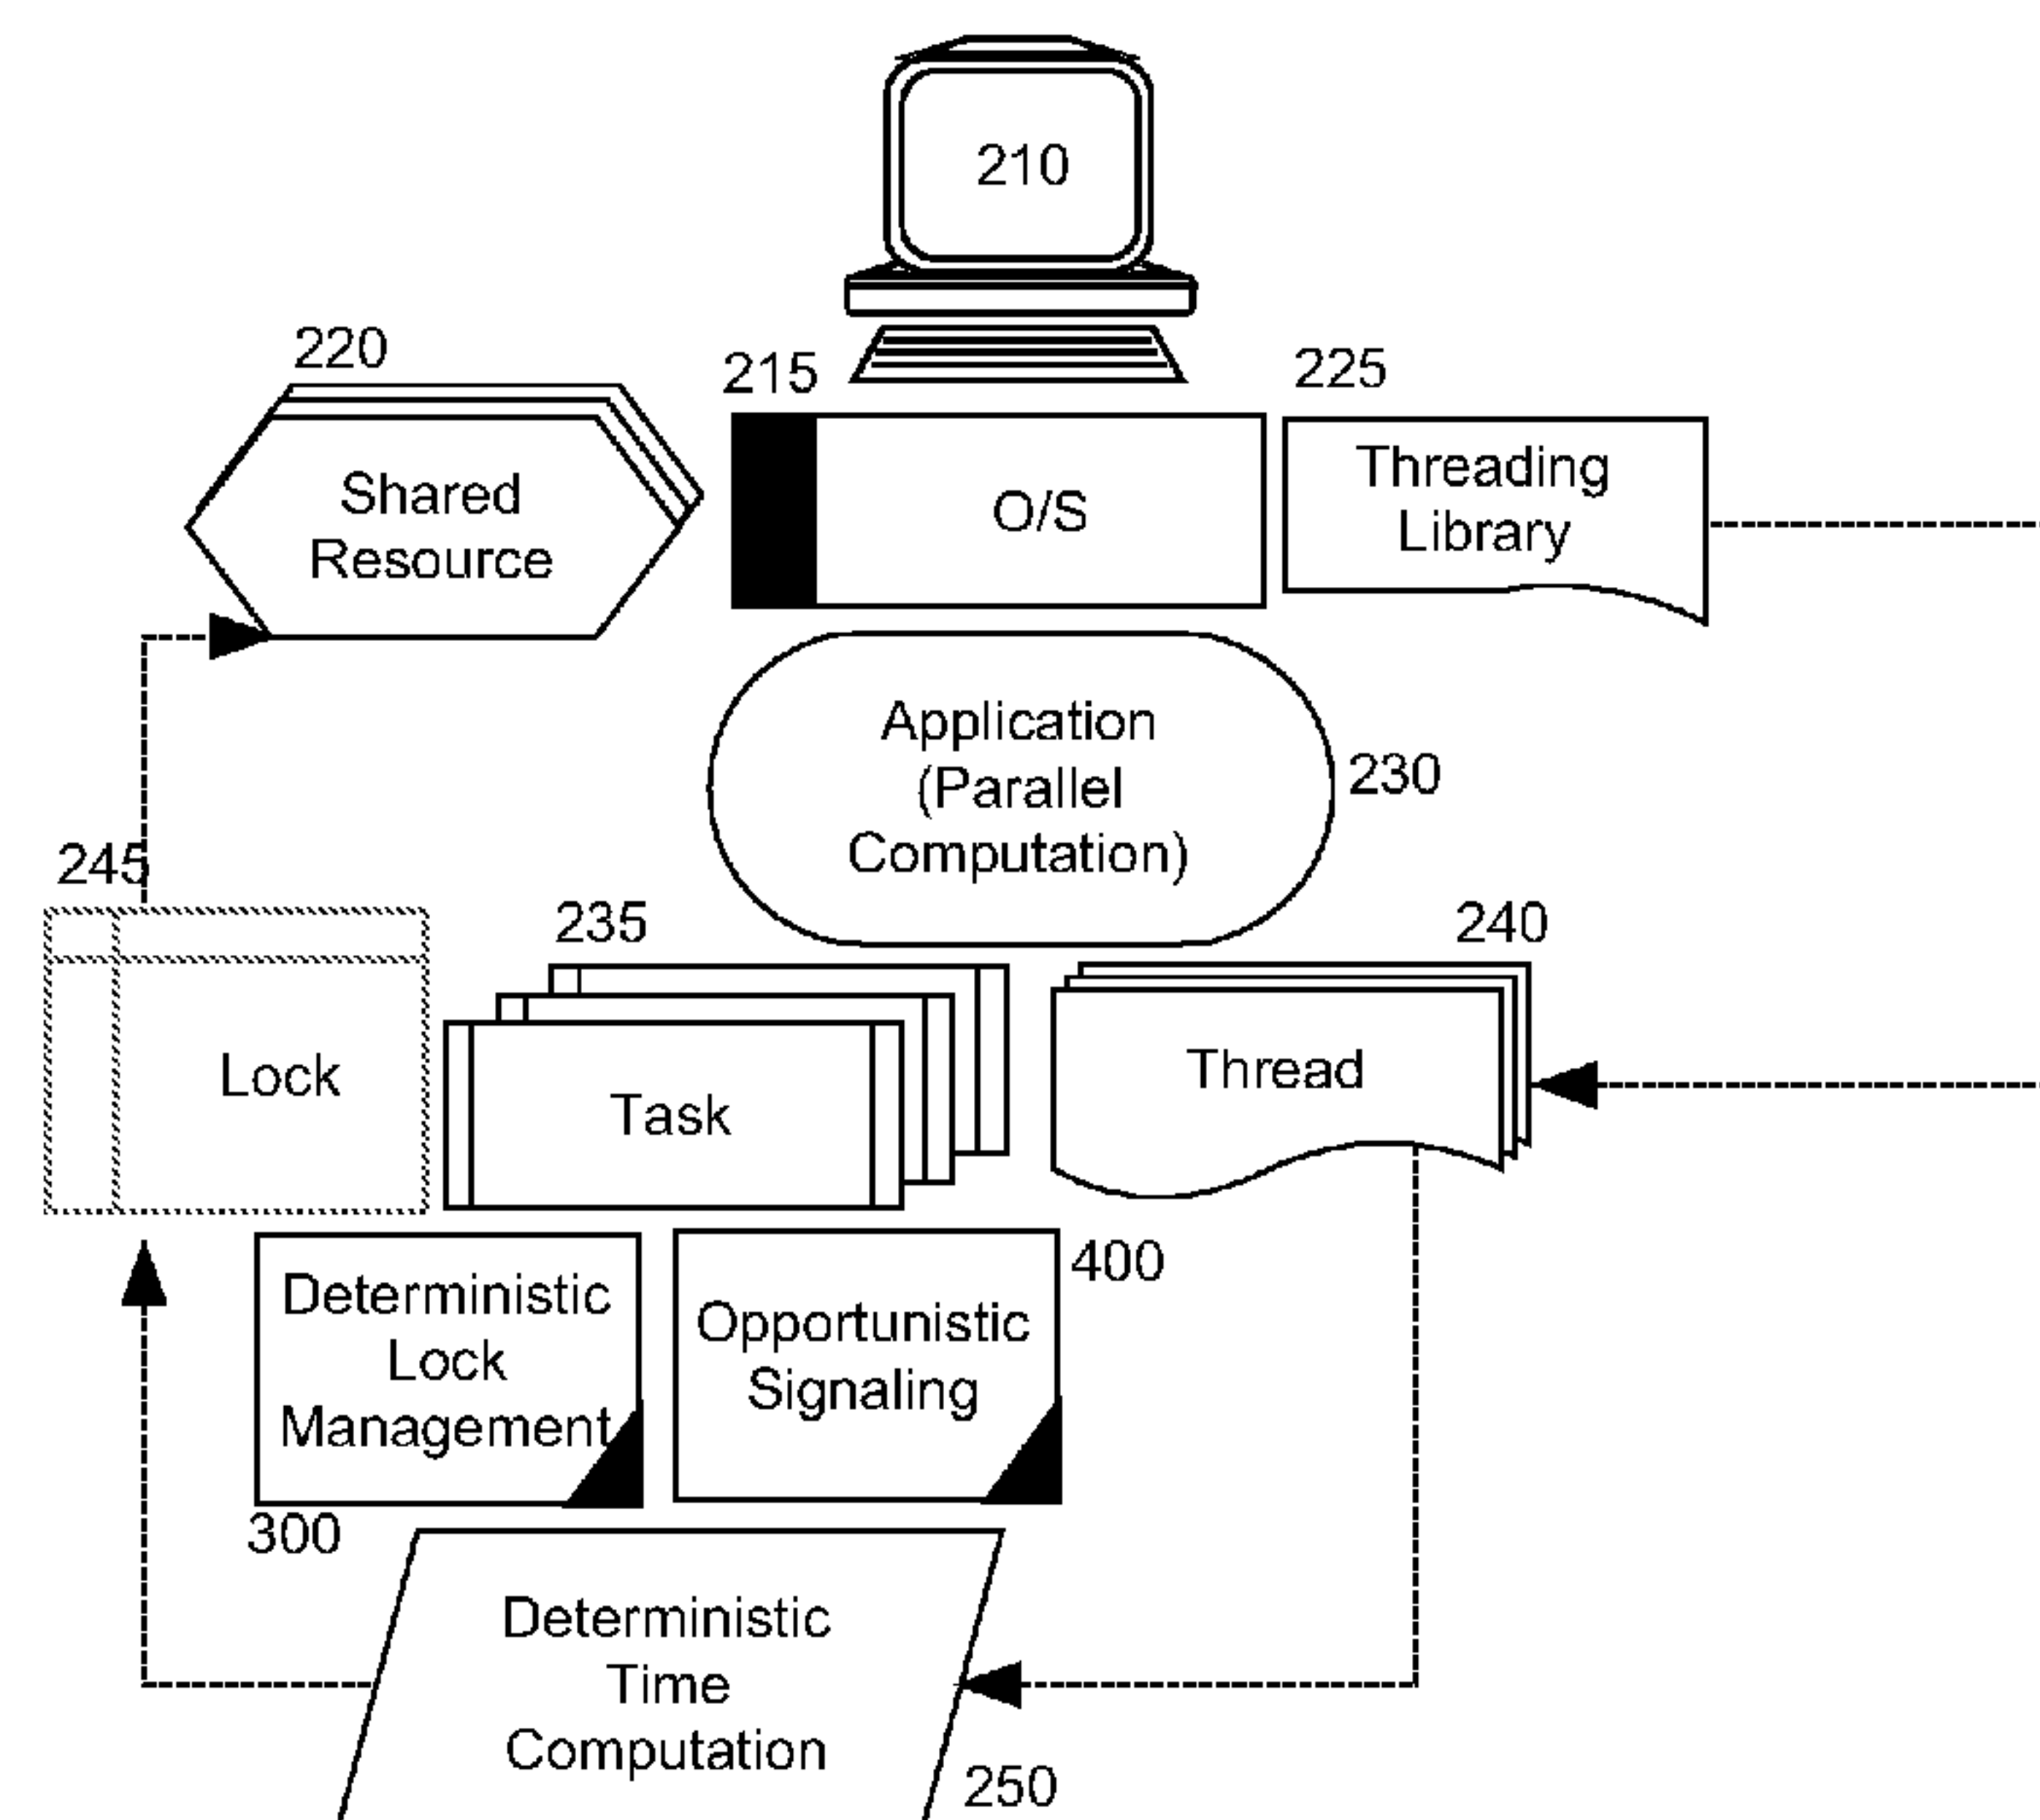 210
220
215
225
Shared
Resource
O/S
Threading
Library
Application
(Parallel
Computation)
230
245
235
240
Lock
Task
Thread
Deterministic
Lock
Management
400
Opportunistic
Signaling
300
Deterministic
Time
Computation
250